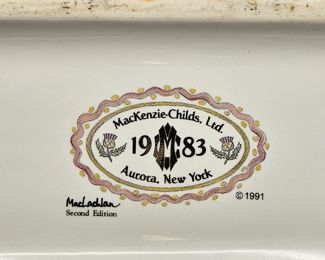 MacKenzie-Childs, Ltd.
19 MC 83
Aurora, New York
© 1991
MacLachlan
Second Edition